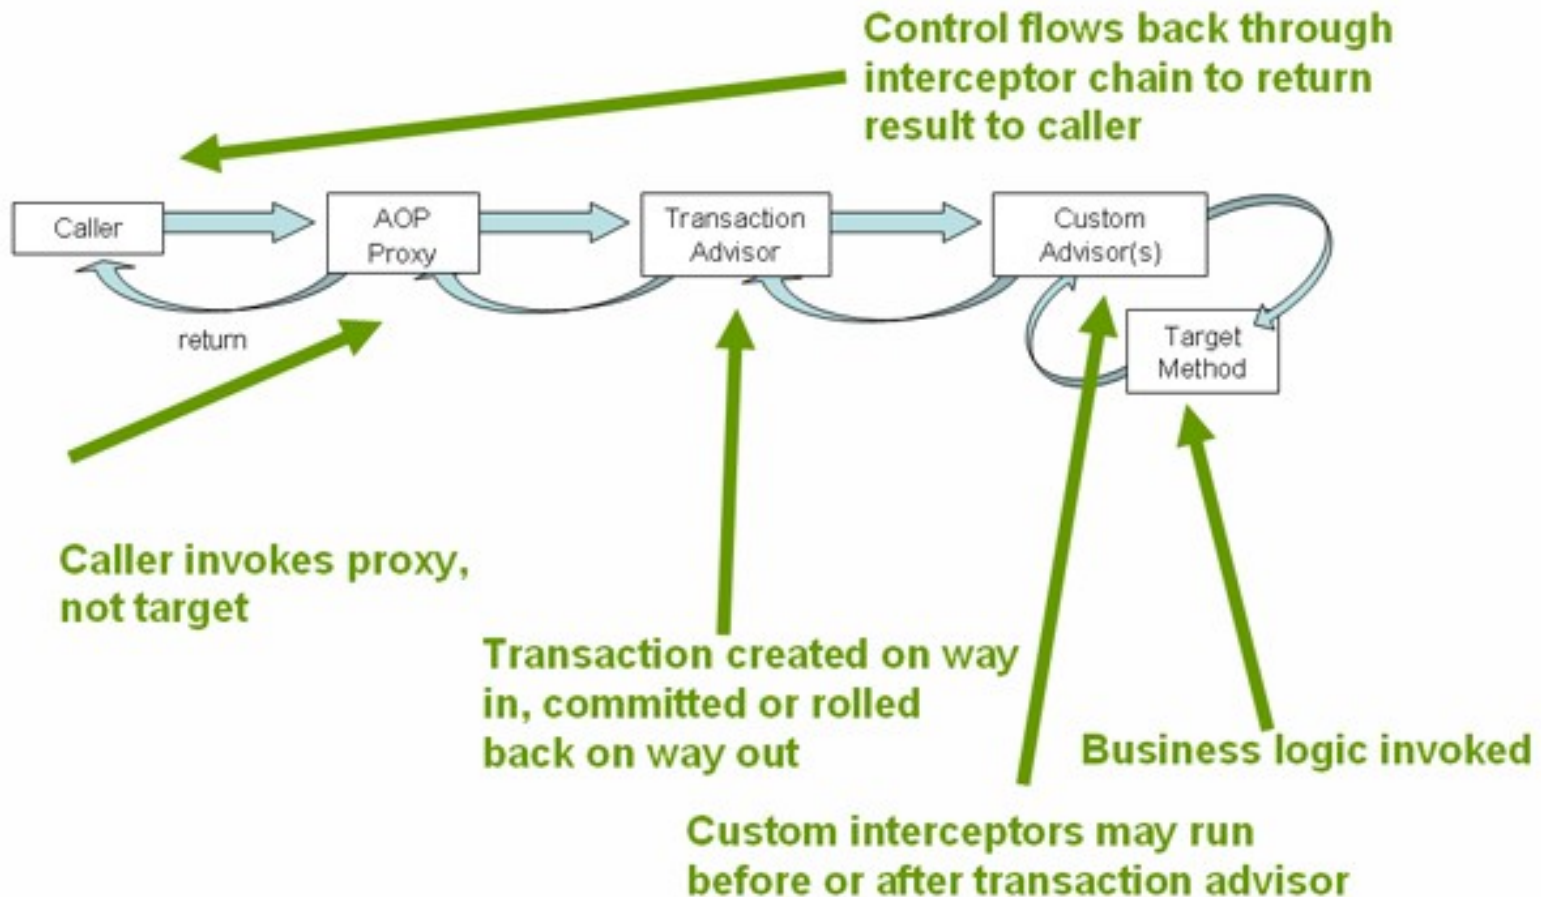 Control flows back through
interceptor chain to return
result to caller
Caller
AOP
Proxy
Transaction
Advisor
Custom
Advisor(s)
return
Target
Method
Caller invokes proxy,
not target
Transaction created on way
in, committed or rolled
back on way out
Business logic invoked
Custom interceptors may run
before or after transaction advisor